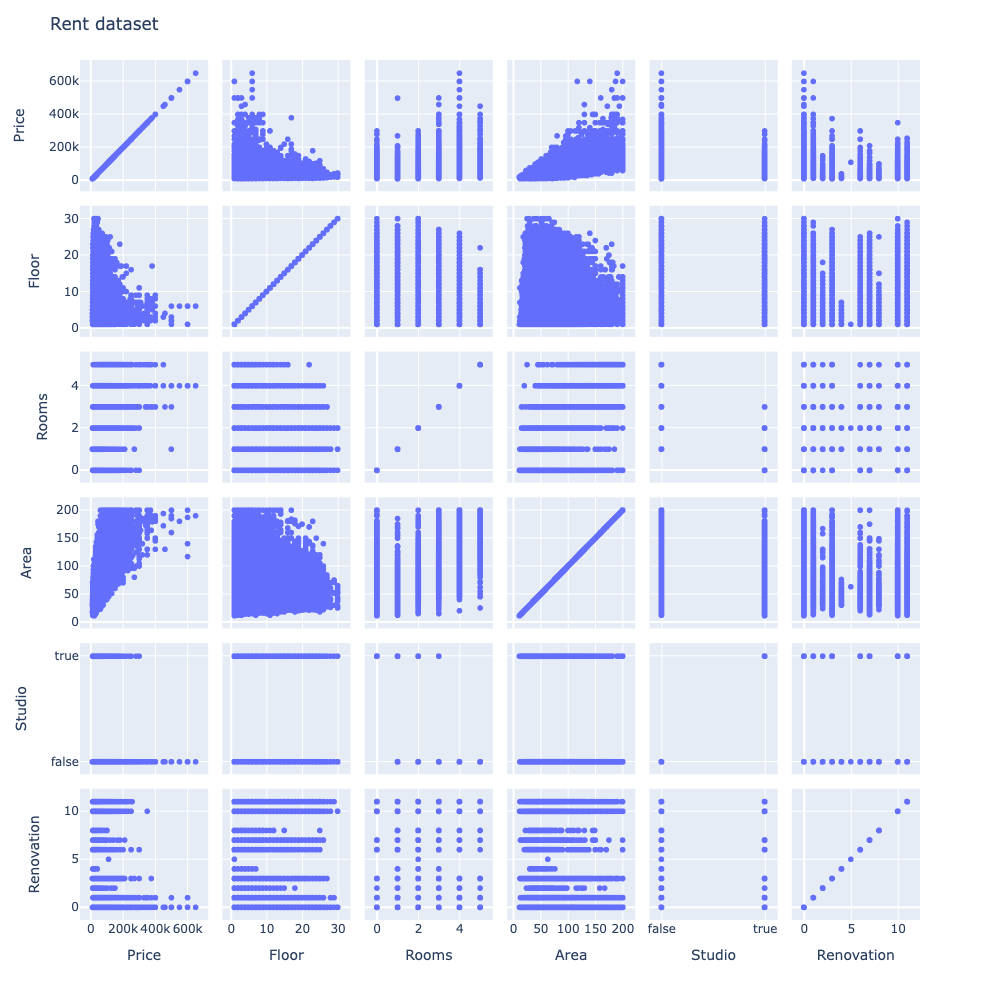 Rent dataset
600k
400k
200k
0
Price
30
20
10
0
Floor
4
2
0
Rooms
200
150
100
50
0
Area
true
false
Studio
10
5
0
Renovation
0 200k 400k 600k 0 10 20 30 0 2 4 0 50 100 150 200 false true 0 5 10
Price Floor Rooms Area Studio Renovation